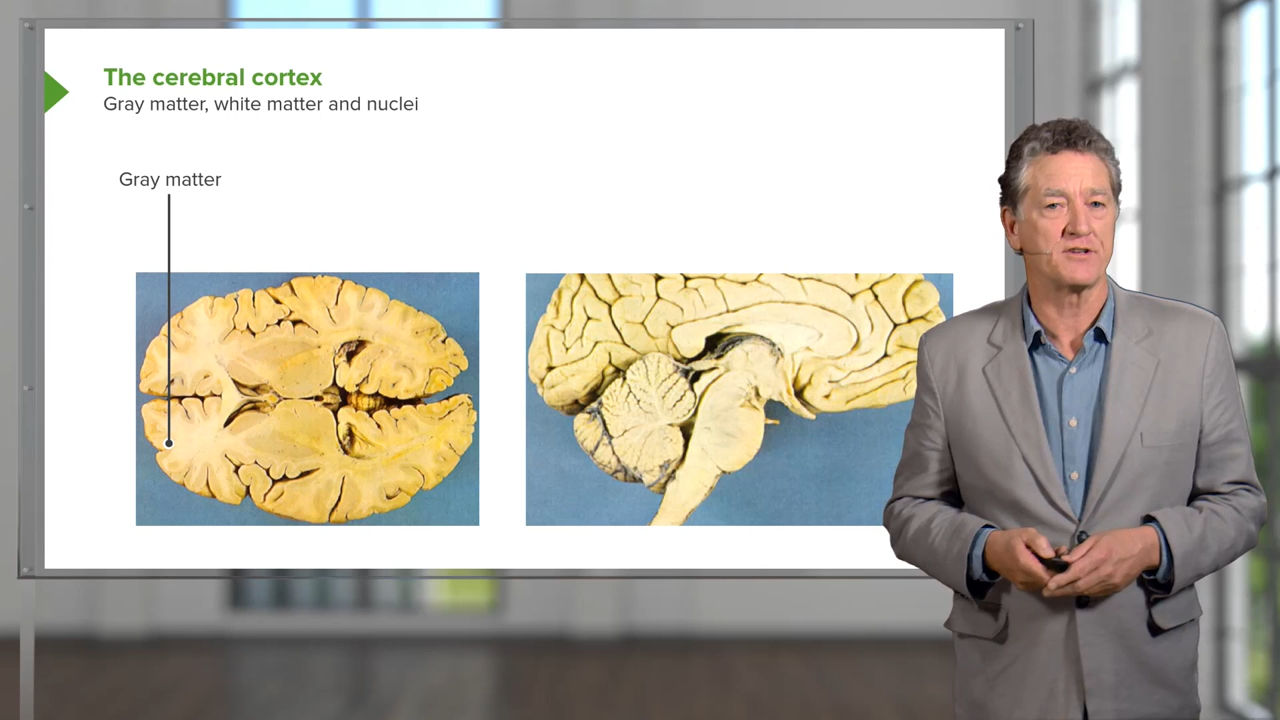 The cerebral cortex
Gray matter, white matter and nuclei
Gray matter